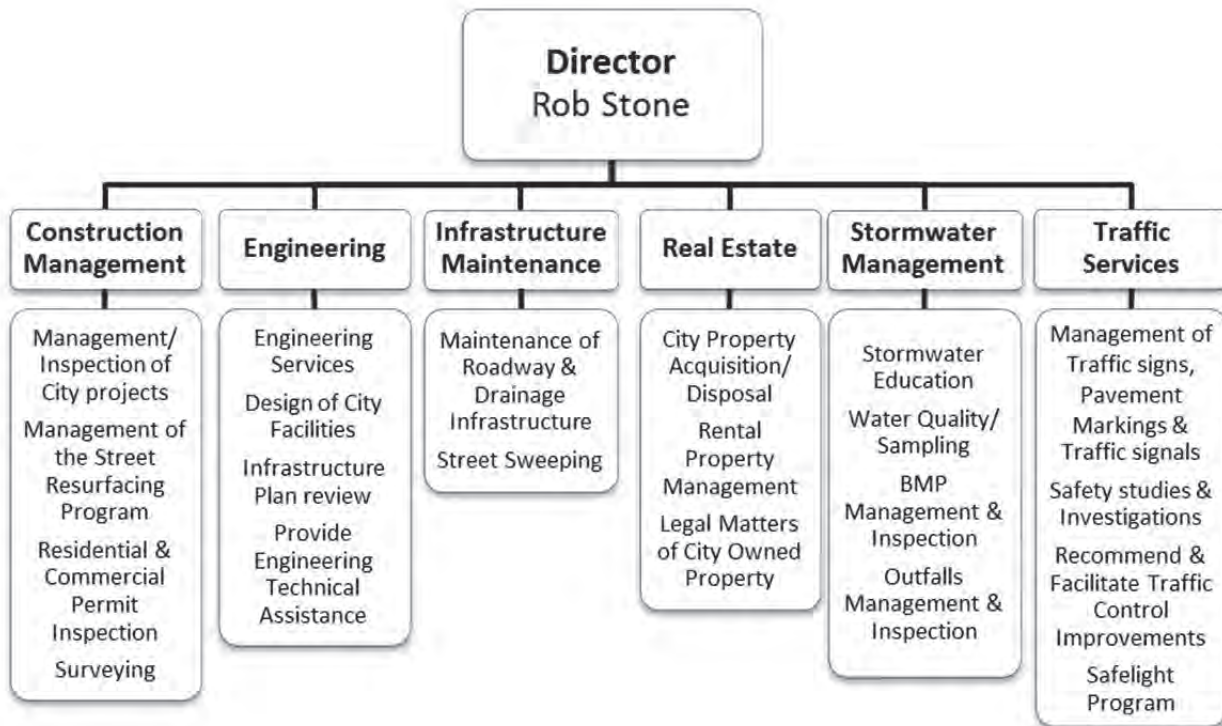 Director
Rob Stone
Construction
Management
Engineering
Infrastructure
Maintenance
Real Estate
Stormwater
Management
Traffic
Services
Management/
Inspection of
City projects
Management of
the Street
Resurfacing
Program
Residential &
Commercial
Permit
Inspection
Surveying
Engineering
Services
Design of City
Facilities
Infrastructure
Plan review
Provide
Engineering
Technical
Assistance
Maintenance of
Roadway &
Drainage
Infrastructure
Street Sweeping
City Property
Acquisition/
Disposal
Rental
Property
Management
Legal Matters
of City Owned
Property
Stormwater
Education
Water Quality/
Sampling
BMP
Management &
Inspection
Outfalls
Management &
Inspection
Management of
Traffic signs,
Pavement
Markings &
Traffic signals
Safety studies &
Investigations
Recommend &
Facilitate Traffic
Control
Improvements
Safelight
Program